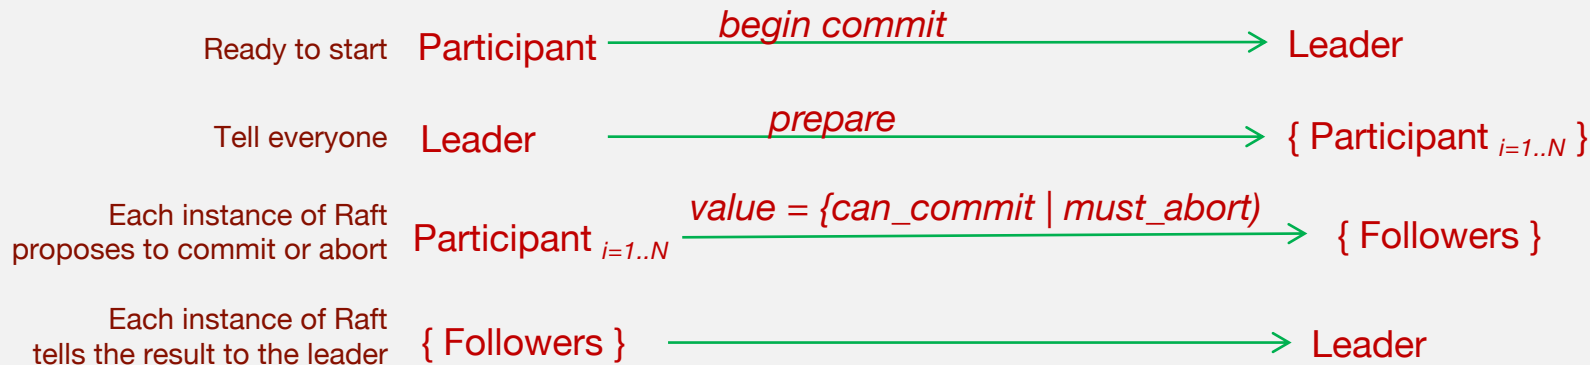 Ready to start Participant begin commit Leader
Tell everyone Leader prepare { Participant i=1..N }
Each instance of Raft
proposes to commit or abort Participant i=1..N value = {can_commit | must_abort) { Followers }
Each instance of Raft
tells the result to the leader { Followers } Leader